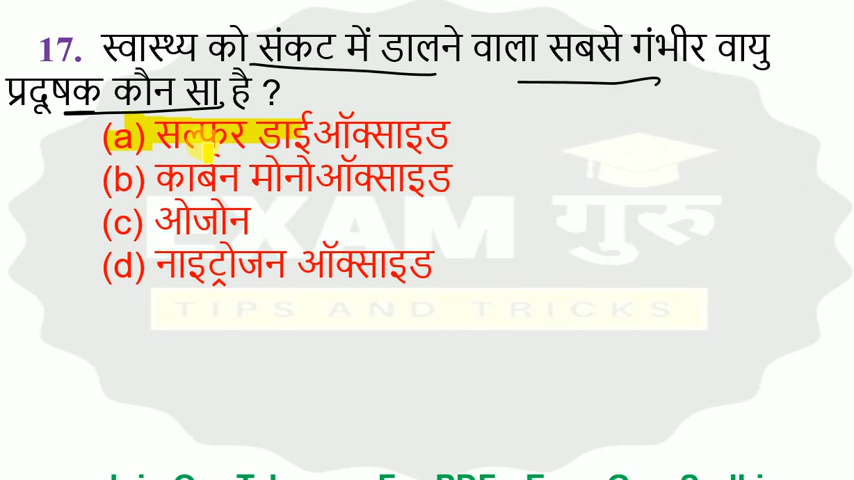 17. स्वास्थ्य को संकट में डालने वाला सबसे गंभीर वायु
प्रदूषक कौन सा है ?
(a) सल्फर डाईऑक्साइड
(b) कार्बन मोनोऑक्साइड
(c) ओजोन
(d) नाइट्रोजन ऑक्साइड
EXAM गुरु
TIPS AND TRICKS